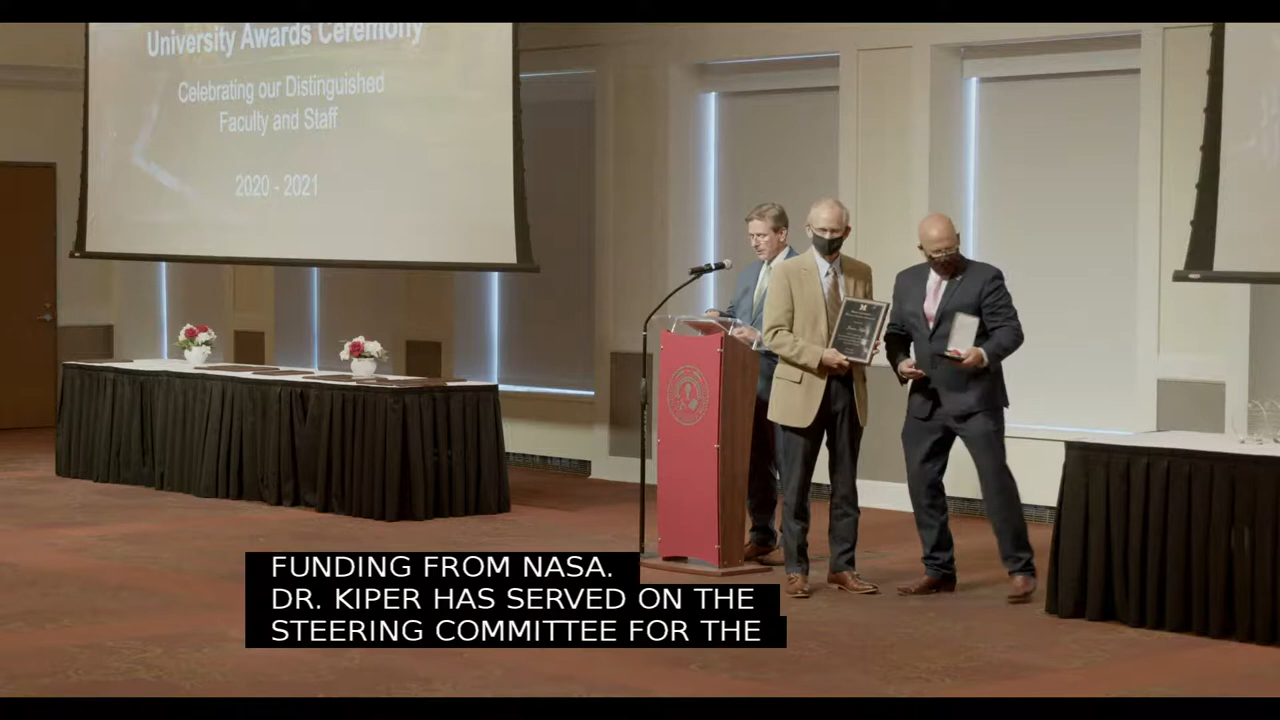 University Awards Ceremony
Celebrating our Distinguished
Faculty and Staff
2020 - 2021
M
FUNDING FROM NASA.
DR. KIPER HAS SERVED ON THE
STEERING COMMITTEE FOR THE